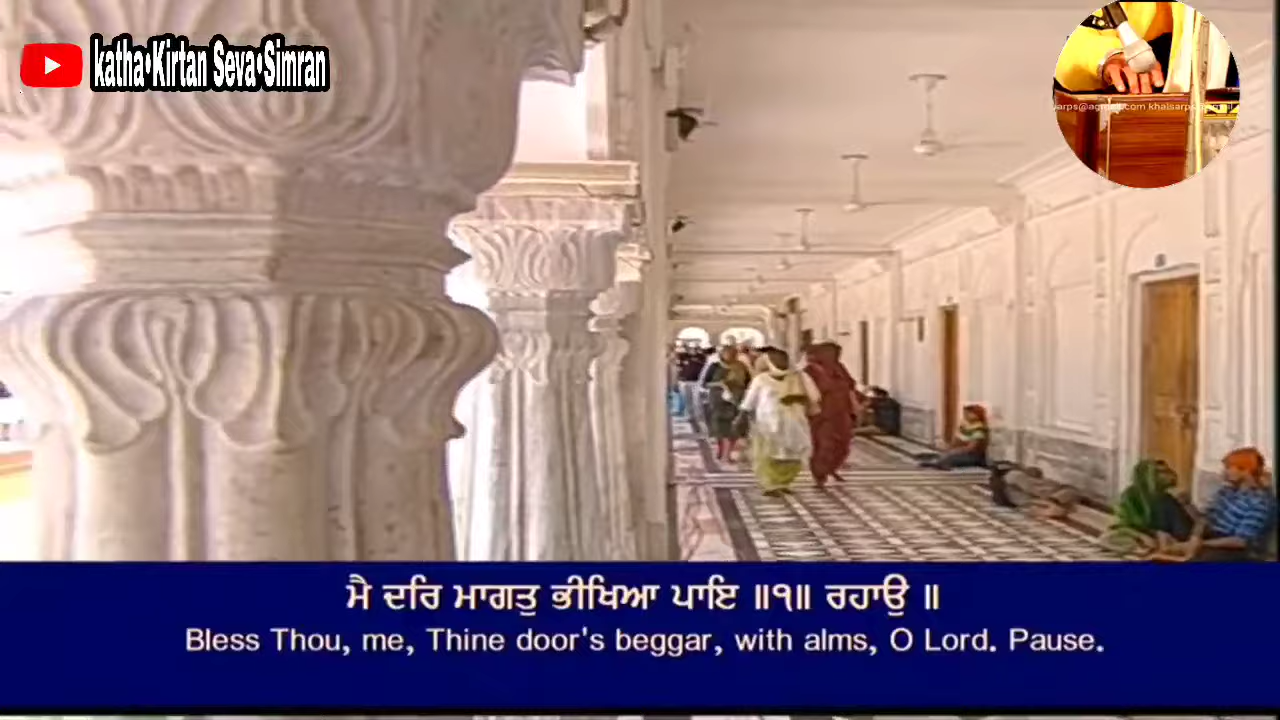 katha•Kirtan Seva•Simran
ਮੈ ਦਰਿ ਮਾਗਤੁ ਭੀਖਿਆ ਪਾਇ ॥੧॥ ਰਹਾਉ ॥
Bless Thou, me, Thine door's beggar, with alms, O Lord. Pause.